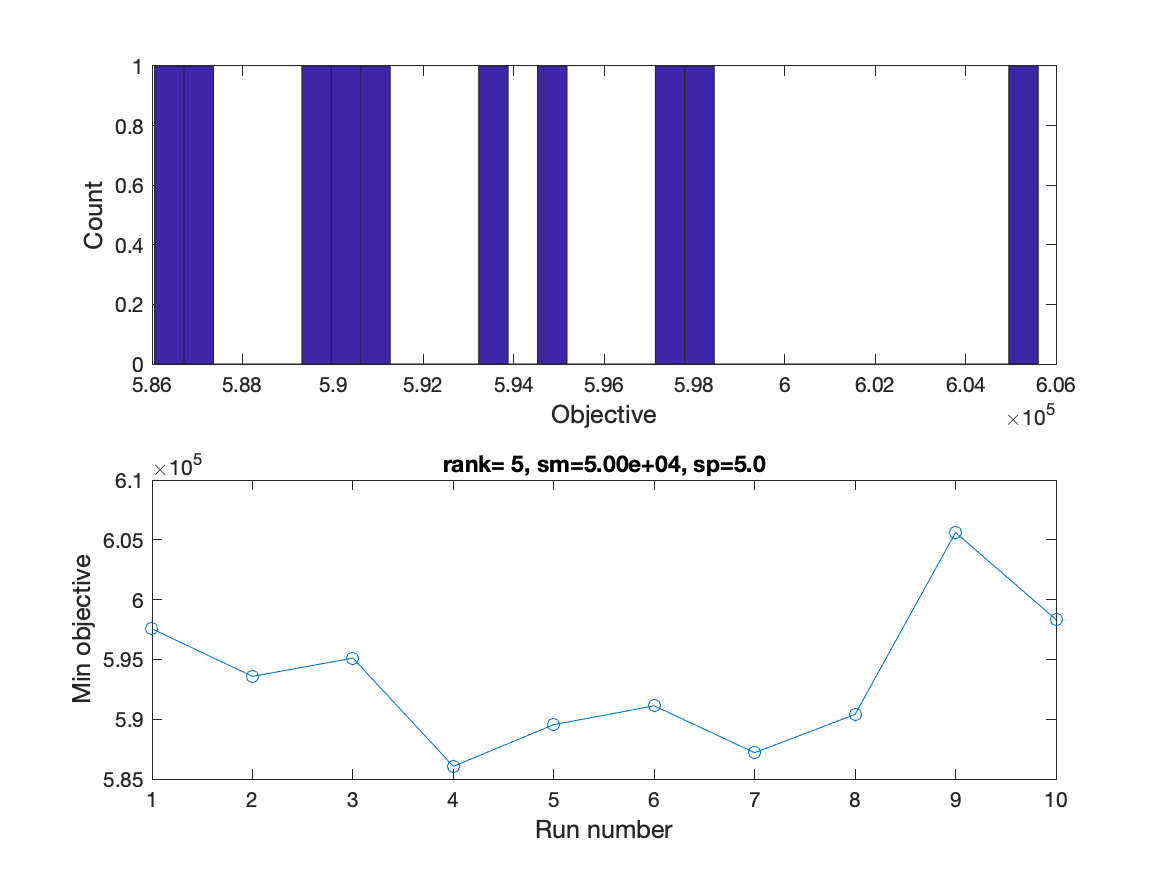 1
0.8
0.6
0.4
0.2
0
Count
5.86 5.88 5.9 5.92 5.94 5.96 5.98 6 6.02 6.04 6.06
Objective
×10^5
rank= 5, sm=5.00e+04, sp=5.0
×10^5
6.1
6.05
6
5.95
5.9
5.85
Min objective
1 2 3 4 5 6 7 8 9 10
Run number